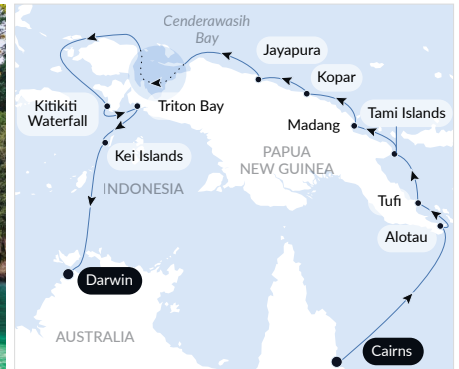 Cenderawasih
Bay
Jayapura
Kopar
Kitikiti
Waterfall
Triton Bay
Tami Islands
Madang
Kei Islands
PAPUA
NEW GUINEA
INDONESIA
Tufi
Alotau
Darwin
AUSTRALIA
Cairns